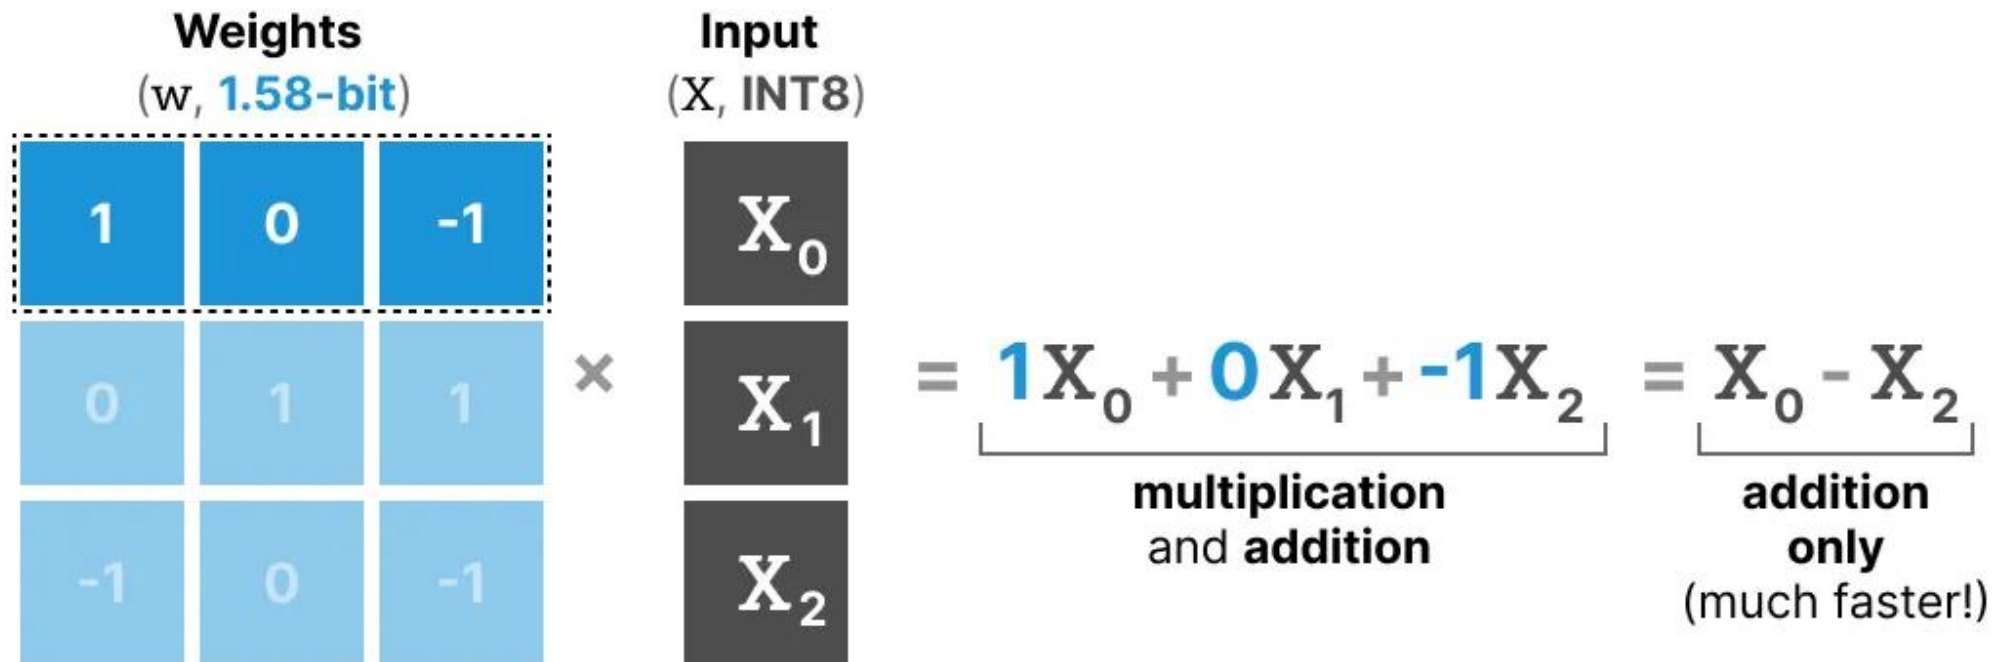 Weights
(w, 1.58-bit)
Input
(X, INT8)
1 0 -1
0 1 1
-1 0 -1
×
X₀
X₁
X₂
= 1X₀ + 0X₁ + -1X₂ = X₀ - X₂
multiplication
and addition
addition
only
(much faster!)